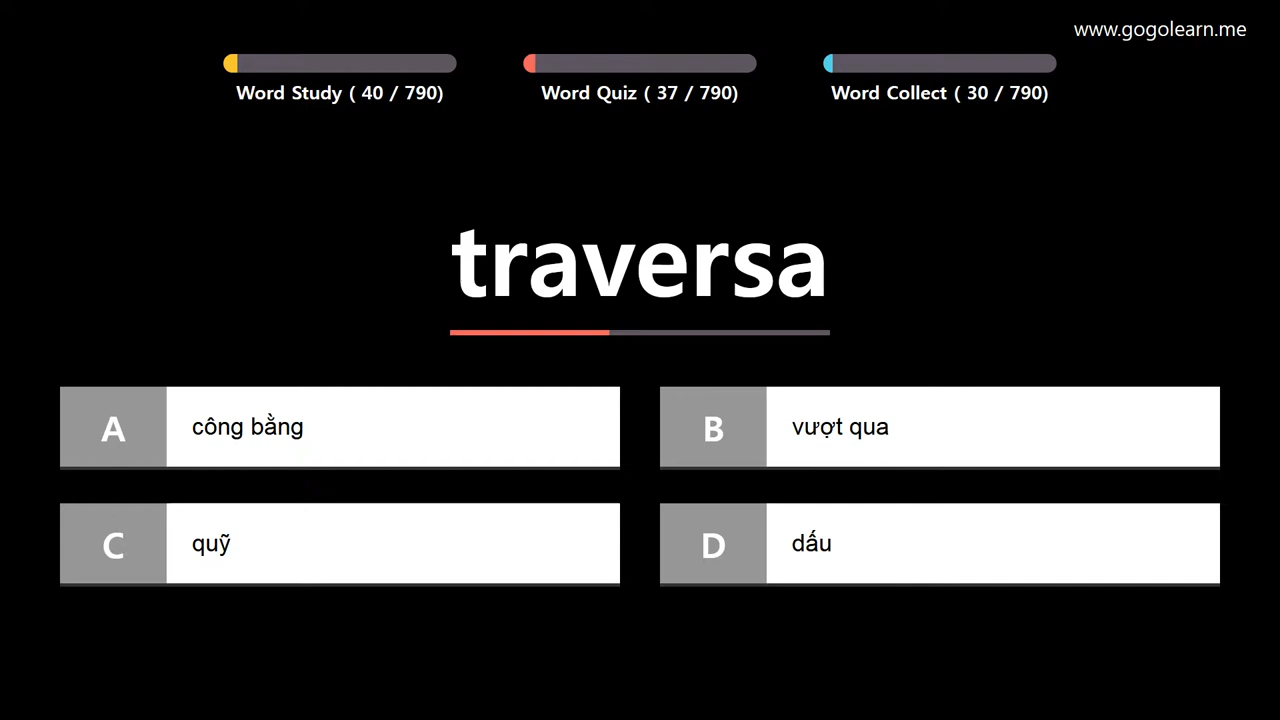 www.gogolearn.me
Word Study ( 40 / 790)
Word Quiz ( 37 / 790)
Word Collect ( 30 / 790)
traversa
A công bằng
B vượt qua
C quỹ
D dấu